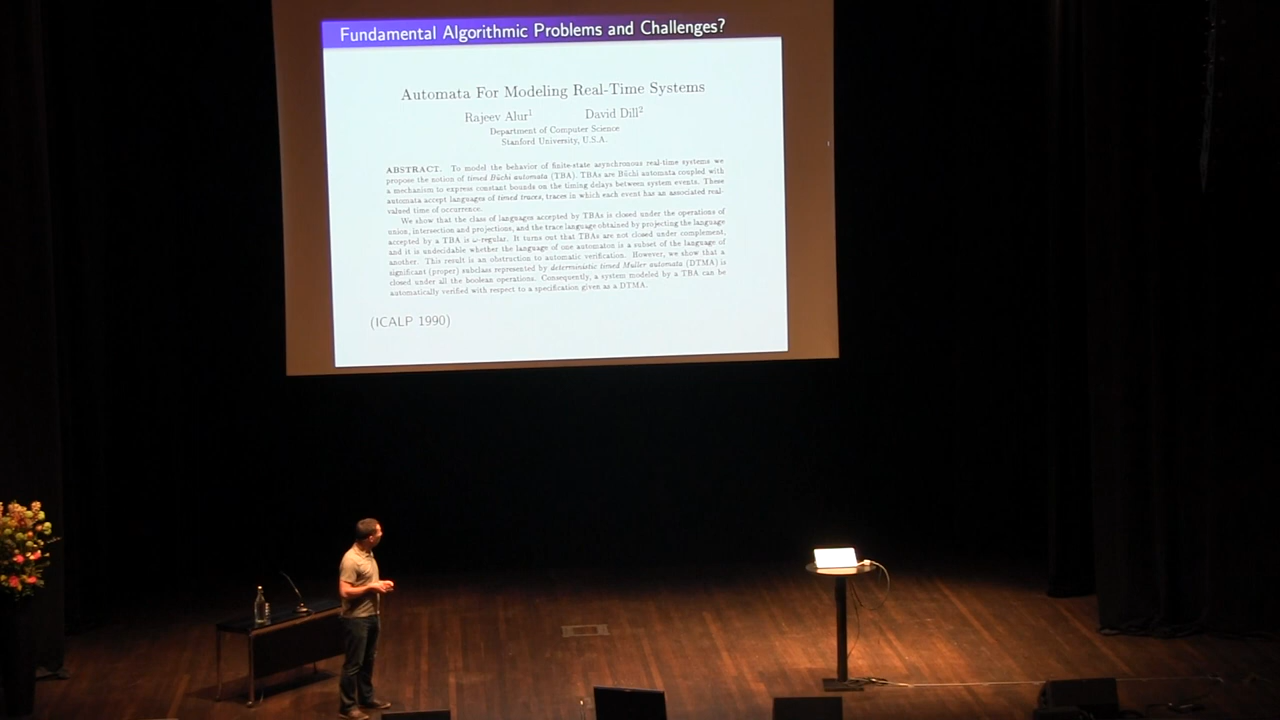 Fundamental Algorithmic Problems and Challenges?
Automata For Modeling Real-Time Systems
Rajeev Alur¹ David Dill²
Department of Computer Science
Stanford University, U.S.A.
ABSTRACT. To model the behavior of finite-state asynchronous real-time systems we
propose the notion of timed Büchi automata (TBA). TBAs are Büchi automata coupled with
a mechanism to express constant bounds on the timing delays between system events. These
automata accept languages of timed traces, traces in which each event has an associated real-
valued time of occurrence.
We show that the class of languages accepted by TBAs is closed under the operations of
union, intersection and projections, and the trace language obtained by projecting the language
accepted by a TBA is ω-regular. It turns out that TBAs are not closed under complement,
and it is undecidable whether the language of one automaton is a subset of the language of
another. This result is an obstruction to automatic verification. However, we show that a
significant (proper) subclass represented by deterministic timed Muller automata (DTMA) is
closed under all the boolean operations. Consequently, a system modeled by a TBA can be
automatically verified with respect to a specification given as a DTMA.
(ICALP 1990)